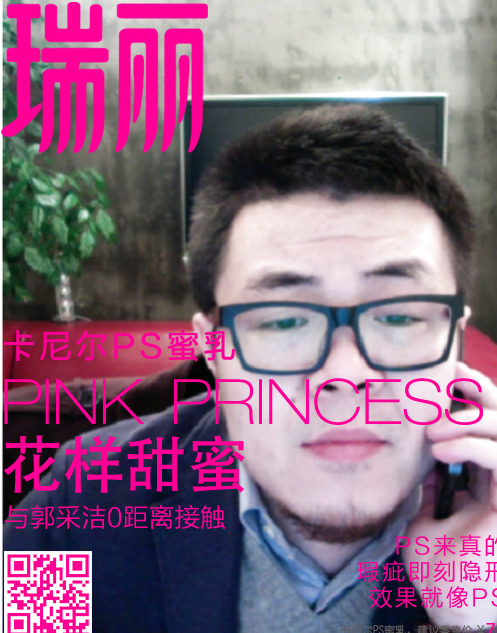 瑞丽
卡尼尔PS蜜乳
PINK PRINCESS
花样甜蜜
与郭采洁0距离接触
PS来真的
瑕疵即刻隐形
效果就像PS